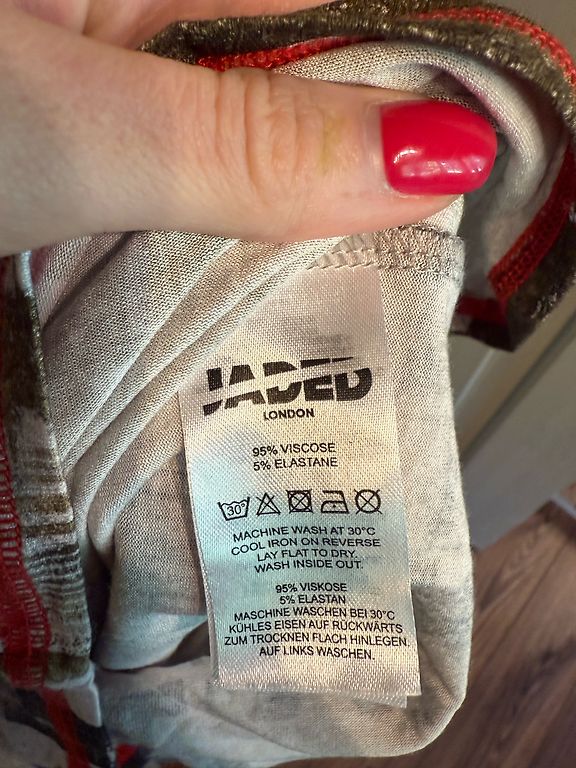 JADED
LONDON
95% VISCOSE
5% ELASTANE
30°
MACHINE WASH AT 30°C
COOL IRON ON REVERSE
LAY FLAT TO DRY.
WASH INSIDE OUT.
95% VISKOSE
5% ELASTAN
MASCHINE WASCHEN BEI 30°C
KÜHLES EISEN AUF RÜCKWÄRTS
ZUM TROCKNEN FLACH HINLEGEN.
AUF LINKS WASCHEN.